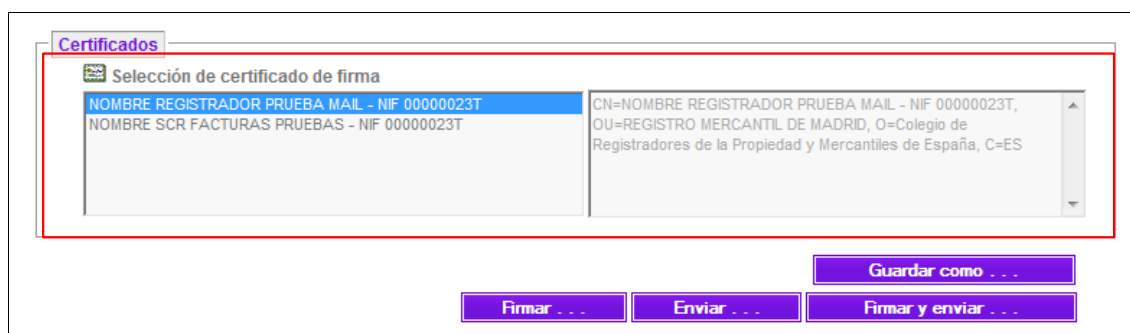 Certificados
Selección de certificado de firma
NOMBRE REGISTRADOR PRUEBA MAIL - NIF 00000023T
NOMBRE SCR FACTURAS PRUEBAS - NIF 00000023T
CN=NOMBRE REGISTRADOR PRUEBA MAIL - NIF 00000023T,
OU=REGISTRO MERCANTIL DE MADRID, O=Colegio de
Registradores de la Propiedad y Mercantiles de España, C=ES
Guardar como . . .
Firmar . . .
Enviar . . .
Firmar y enviar . . .